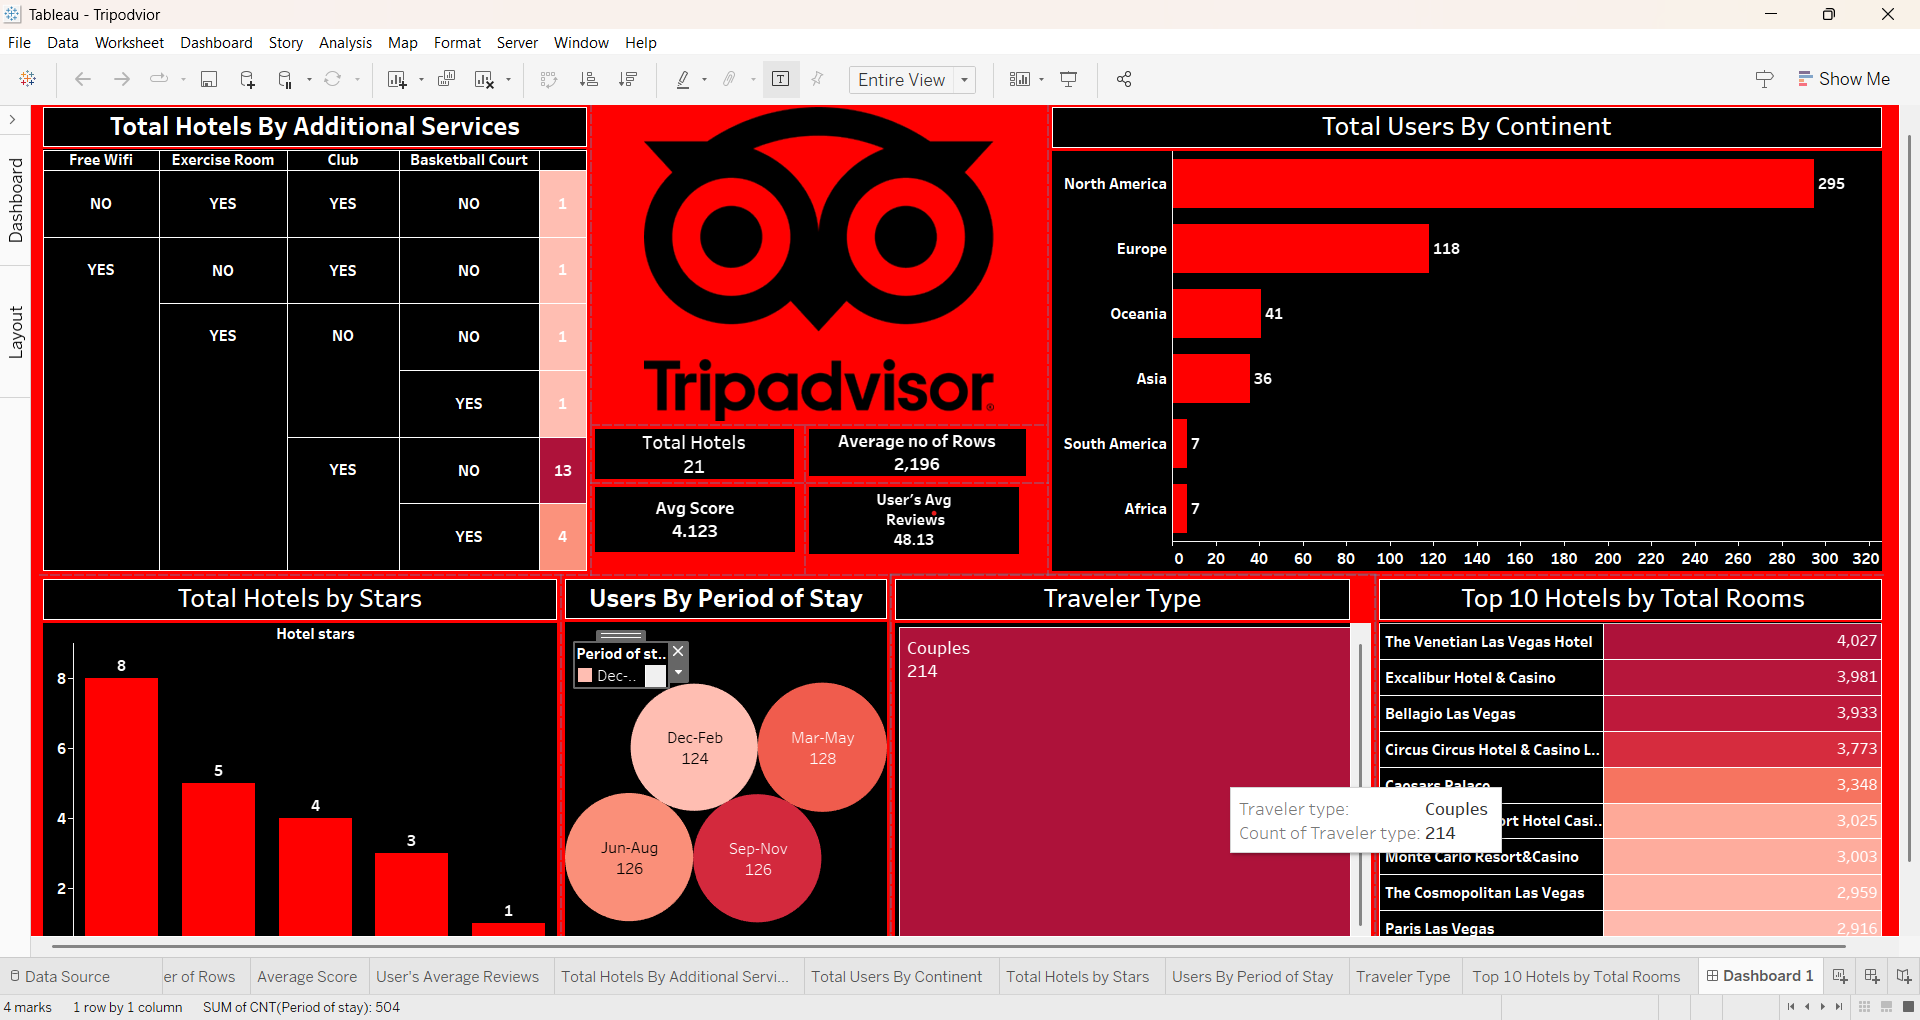 Tableau - Tripodvior
File Data Worksheet Dashboard Story Analysis Map Format Server Window Help
Entire View
Show Me
Dashboard
Layout
Total Hotels By Additional Services
Free Wifi Exercise Room Club Basketball Court
NO YES YES NO 1
YES NO YES NO 1
YES NO NO 1
YES 1
YES NO 13
YES 4
Tripadvisor®
Total Hotels
21
Average no of Rows
2,196
Avg Score
4.123
User's Avg
Reviews
48.13
Total Users By Continent
North America 295
Europe 118
Oceania 41
Asia 36
South America 7
Africa 7
0 20 40 60 80 100 120 140 160 180 200 220 240 260 280 300 320
Total Hotels by Stars
Hotel stars
8
8
5
6
4
4
3
2
1
Users By Period of Stay
Period of st..
Dec-..
Dec-Feb
124
Mar-May
128
Jun-Aug
126
Sep-Nov
126
Traveler Type
Couples
214
Traveler type: Couples
Count of Traveler type: 214
Top 10 Hotels by Total Rooms
The Venetian Las Vegas Hotel 4,027
Excalibur Hotel & Casino 3,981
Bellagio Las Vegas 3,933
Circus Circus Hotel & Casino L.. 3,773
Caesars Palace 3,348
ort Hotel Casi.. 3,025
Monte Carlo Resort&Casino 3,003
The Cosmopolitan Las Vegas 2,959
Paris Las Vegas 2,916
Data Source er of Rows Average Score User's Average Reviews Total Hotels By Additional Servi... Total Users By Continent Total Hotels by Stars Users By Period of Stay Traveler Type Top 10 Hotels by Total Rooms Dashboard 1
4 marks 1 row by 1 column SUM of CNT(Period of stay): 504